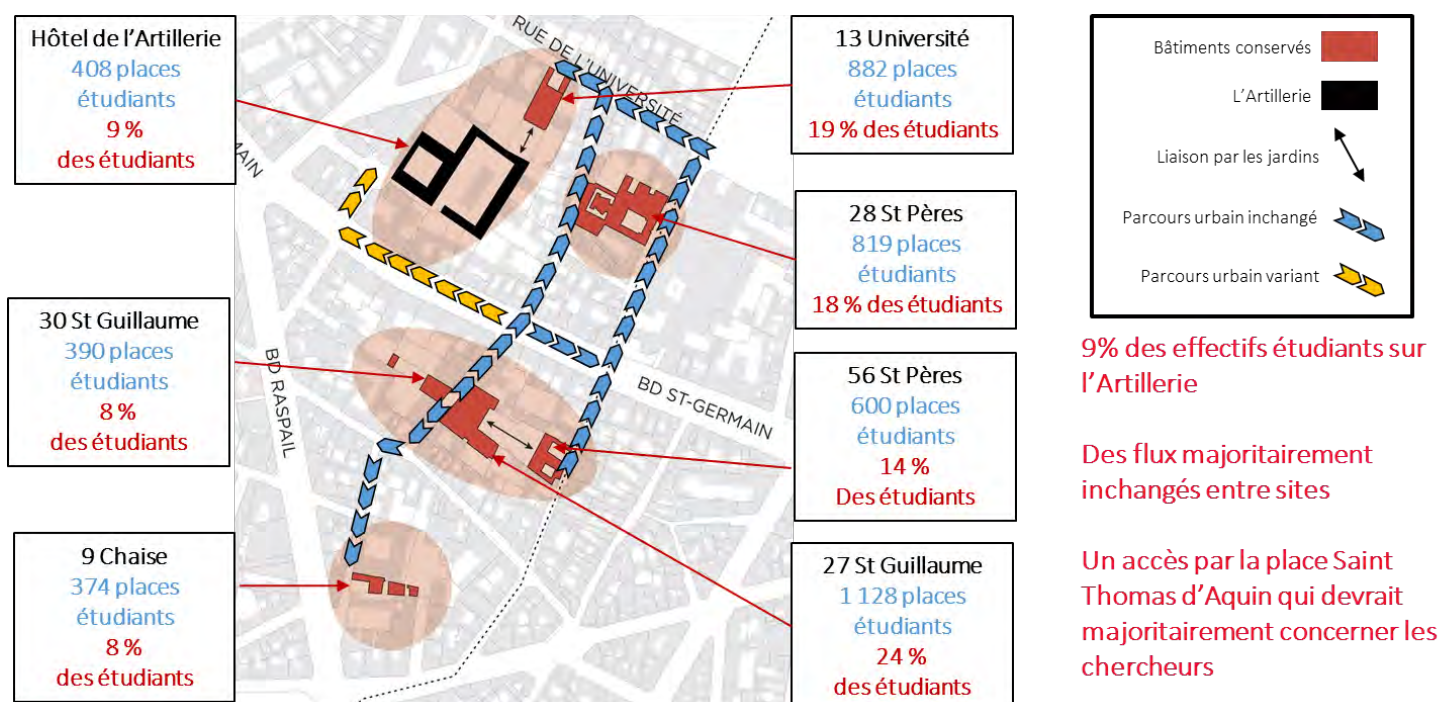 Hôtel de l'Artillerie
408 places
étudiants
9 %
des étudiants
30 St Guillaume
390 places
étudiants
8 %
des étudiants
9 Chaise
374 places
étudiants
8 %
des étudiants
RUE DE L'UNIVERSITÉ
MAIN
BD RASPAIL
BD ST-GERMAIN
13 Université
882 places
étudiants
19 % des étudiants
28 St Pères
819 places
étudiants
18 % des étudiants
56 St Pères
600 places
étudiants
14 %
Des étudiants
27 St Guillaume
1 128 places
étudiants
24 %
des étudiants
Bâtiments conservés
L'Artillerie
Liaison par les jardins
Parcours urbain inchangé
Parcours urbain variant
9% des effectifs étudiants sur
l'Artillerie
Des flux majoritairement
inchangés entre sites
Un accès par la place Saint
Thomas d'Aquin qui devrait
majoritairement concerner les
chercheurs